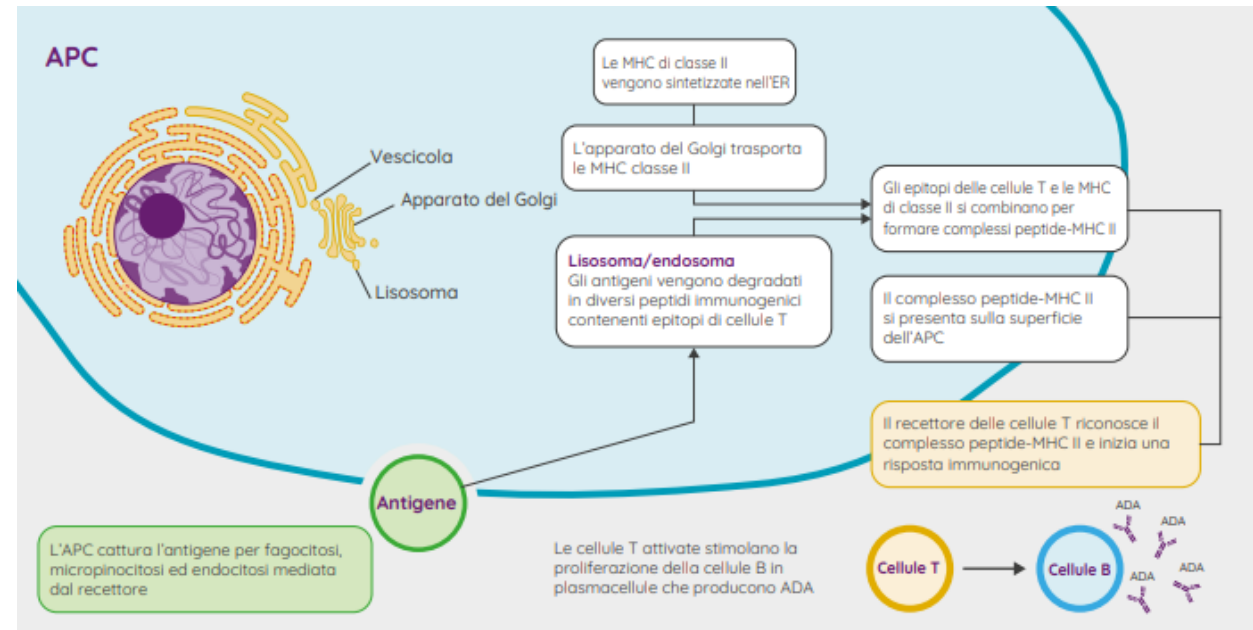 APC
Vescicola
Apparato del Golgi
Lisosoma
Le MHC di classe II
vengono sintetizzate nell'ER
L'apparato del Golgi trasporta
le MHC classe II
Lisosoma/endosoma
Gli antigeni vengono degradati
in diversi peptidi immunogenici
contenenti epitopi di cellule T
Gli epitopi delle cellule T e le MHC
di classe II si combinano per
formare complessi peptide-MHC II
Il complesso peptide-MHC II
si presenta sulla superficie
dell'APC
Il recettore delle cellule T riconosce il
complesso peptide-MHC II e inizia una
risposta immunogenica
Antigene
L'APC cattura l'antigene per fagocitosi,
micropinocitosi ed endocitosi mediata
dal recettore
Le cellule T attivate stimolano la
proliferazione della cellule B in
plasmacellule che producono ADA
Cellule T
Cellule B
ADA
ADA
ADA
ADA